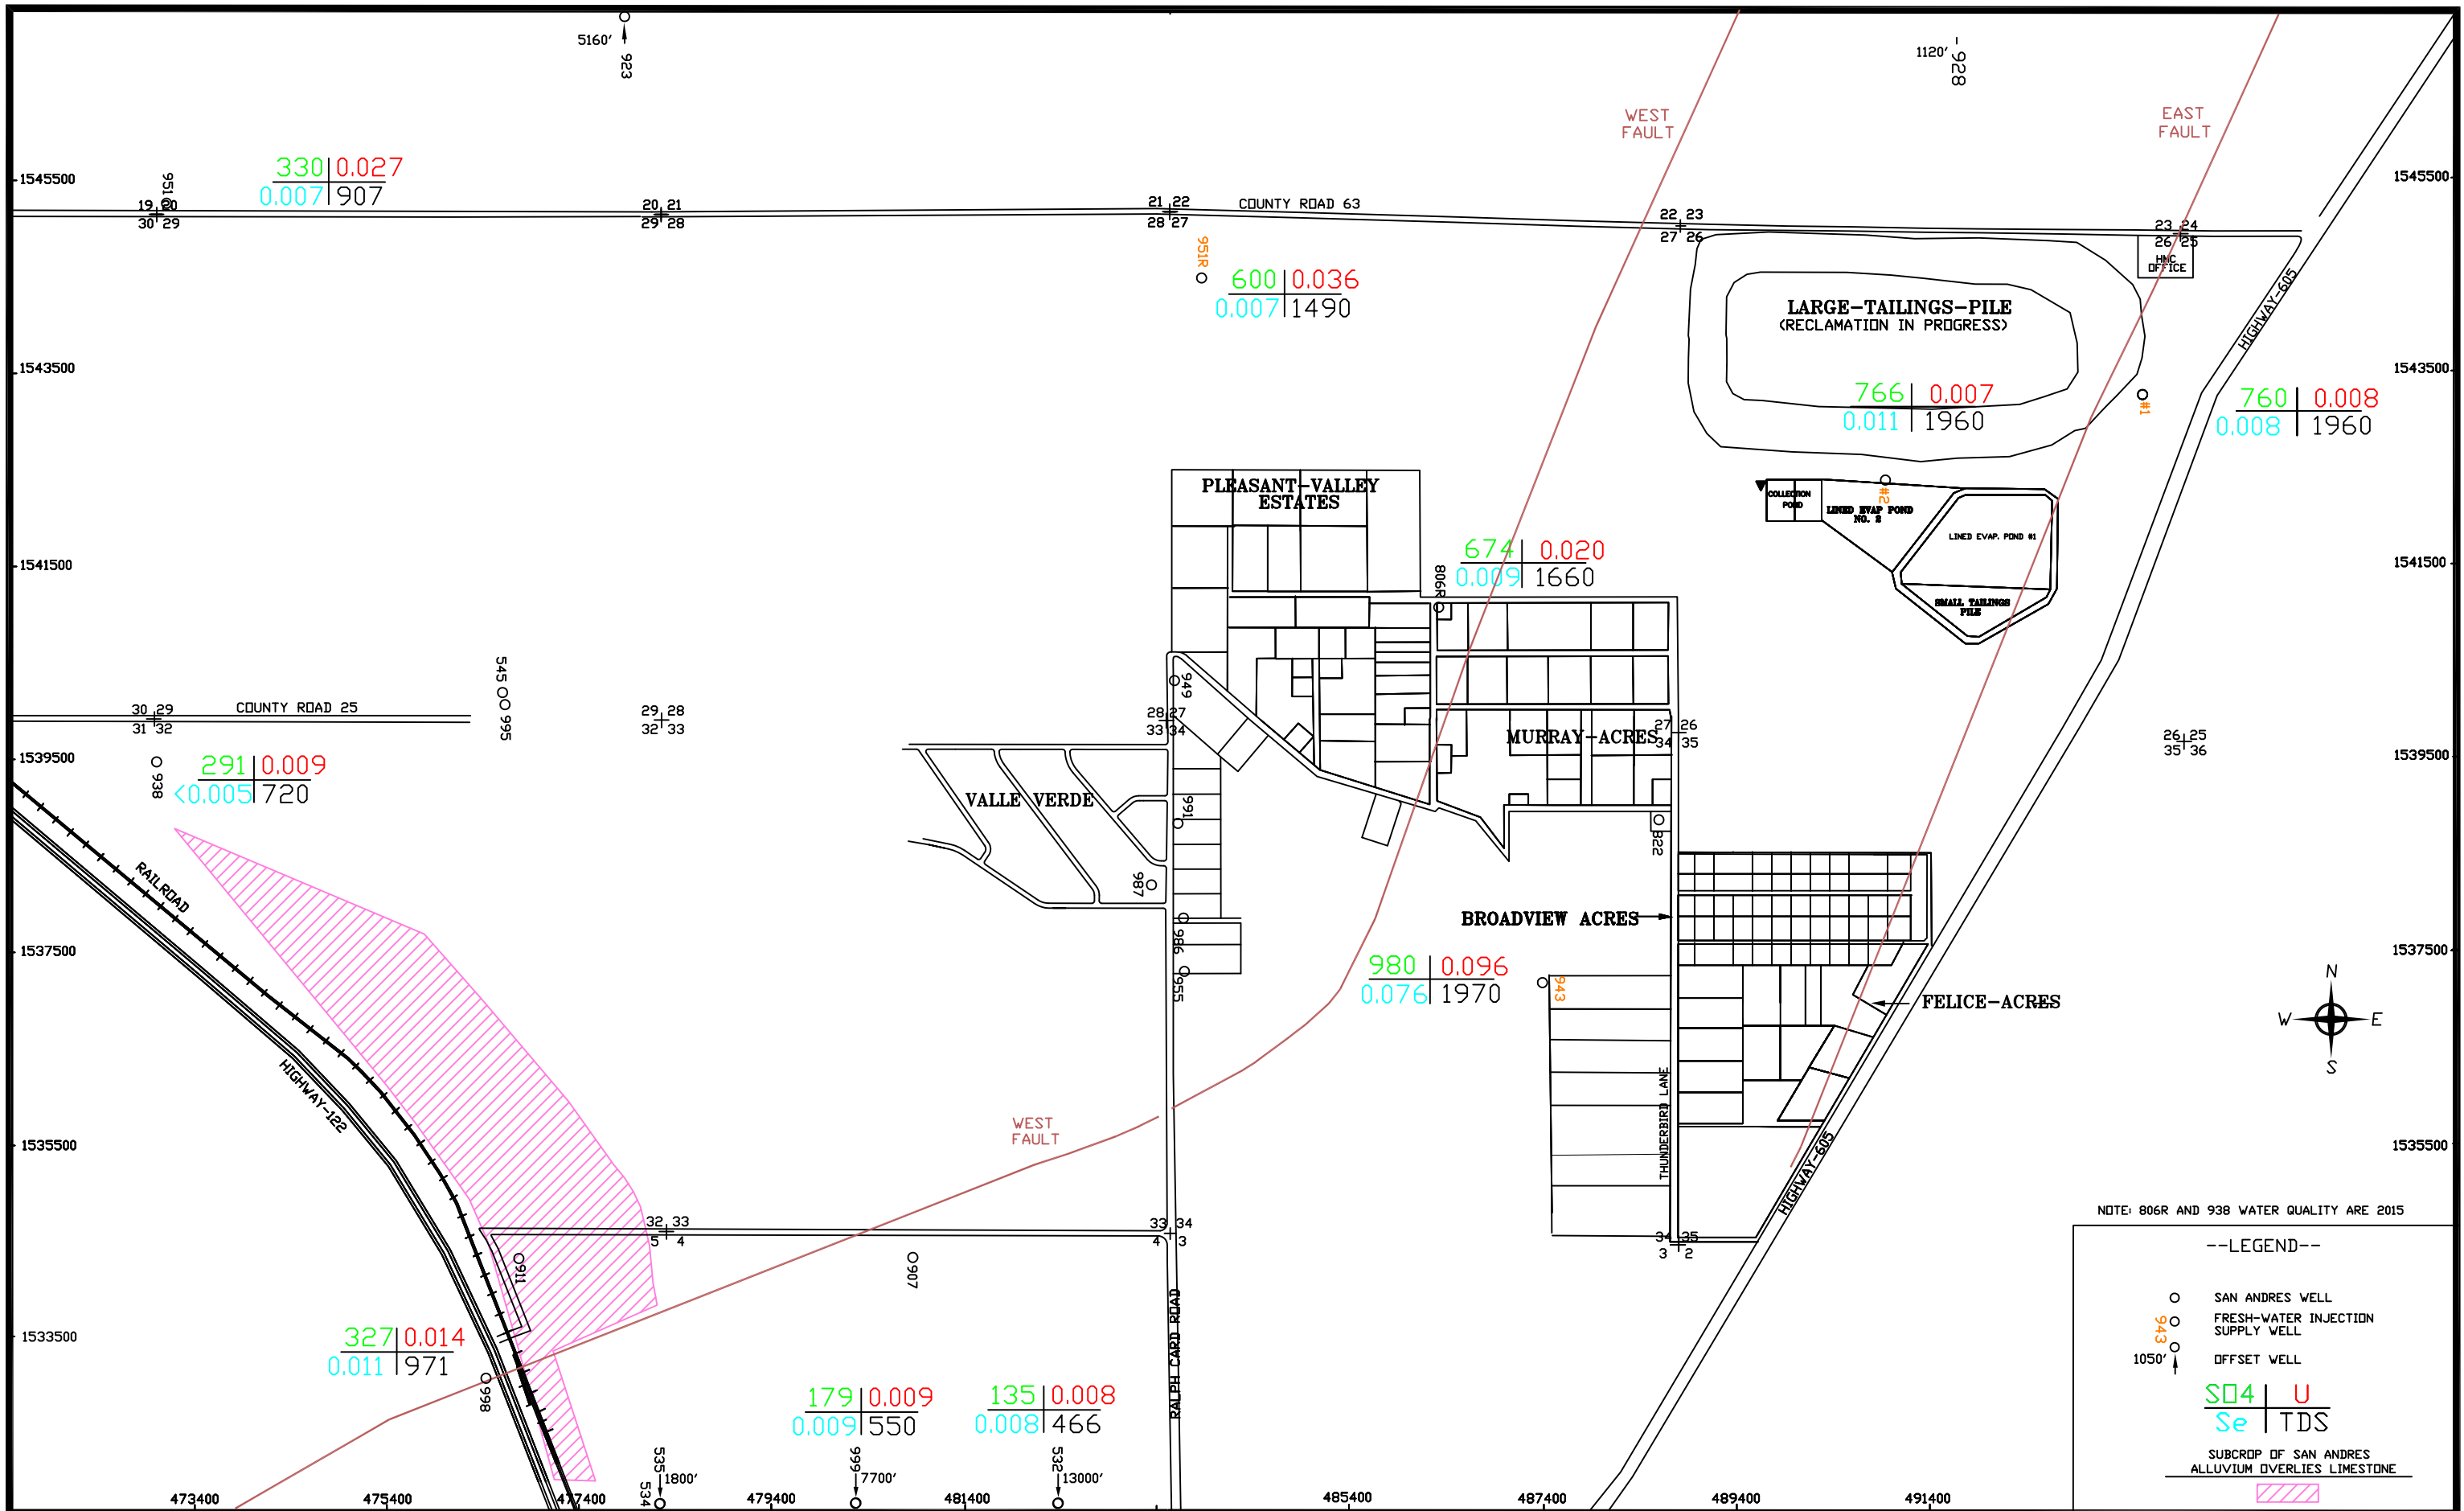 5160'
923
1120'
928
WEST
FAULT
EAST
FAULT
330 0.027
0.007 907
1545500
1545500
951
19 20
30 29
20 21
29 28
21 22
28 27
COUNTY ROAD 63
22 23
27 26
23 24
26 25
HMC
OFFICE
951R
600 0.036
0.007 1490
LARGE-TAILINGS-PILE
(RECLAMATION IN PROGRESS)
HIGHWAY-605
1543500
1543500
766 0.007
0.011 1960
#1
760 0.008
0.008 1960
PLEASANT-VALLEY
ESTATES
#2
COLLECTION
POND
LINED EVAP POND
NO. 2
LINED EVAP. POND #1
SMALL TAILINGS
PILE
674 0.020
0.009 1660
806R
1541500
1541500
545
995
949
30 29
31 32
COUNTY ROAD 25
29 28
32 33
28 27
33 34
MURRAY-ACRES
27 26
34 35
26 25
35 36
1539500
1539500
938
291 0.009
<0.005 720
VALLE VERDE
991
822
RAILROAD
987
986
955
BROADVIEW ACRES
1537500
1537500
980 0.096
0.076 1970
943
FELICE-ACRES
N
W E
S
HIGHWAY-122
WEST
FAULT
THUNDERBIRD LANE
HIGHWAY-605
1535500
1535500
NOTE: 806R AND 938 WATER QUALITY ARE 2015
32 33
5 4
33 34
4 3
34 35
3 2
911
907
RALPH CARD ROAD
--LEGEND--
SAN ANDRES WELL
943
FRESH-WATER INJECTION
SUPPLY WELL
1050'
OFFSET WELL
SO4 U
Se TDS
SUBCROP OF SAN ANDRES
ALLUVIUM OVERLIES LIMESTONE
1533500
327 0.014
0.011 971
998
179 0.009
0.009 550
135 0.008
0.008 466
535
534
1800'
999
7700'
532
13000'
473400
475400
477400
479400
481400
485400
487400
489400
491400